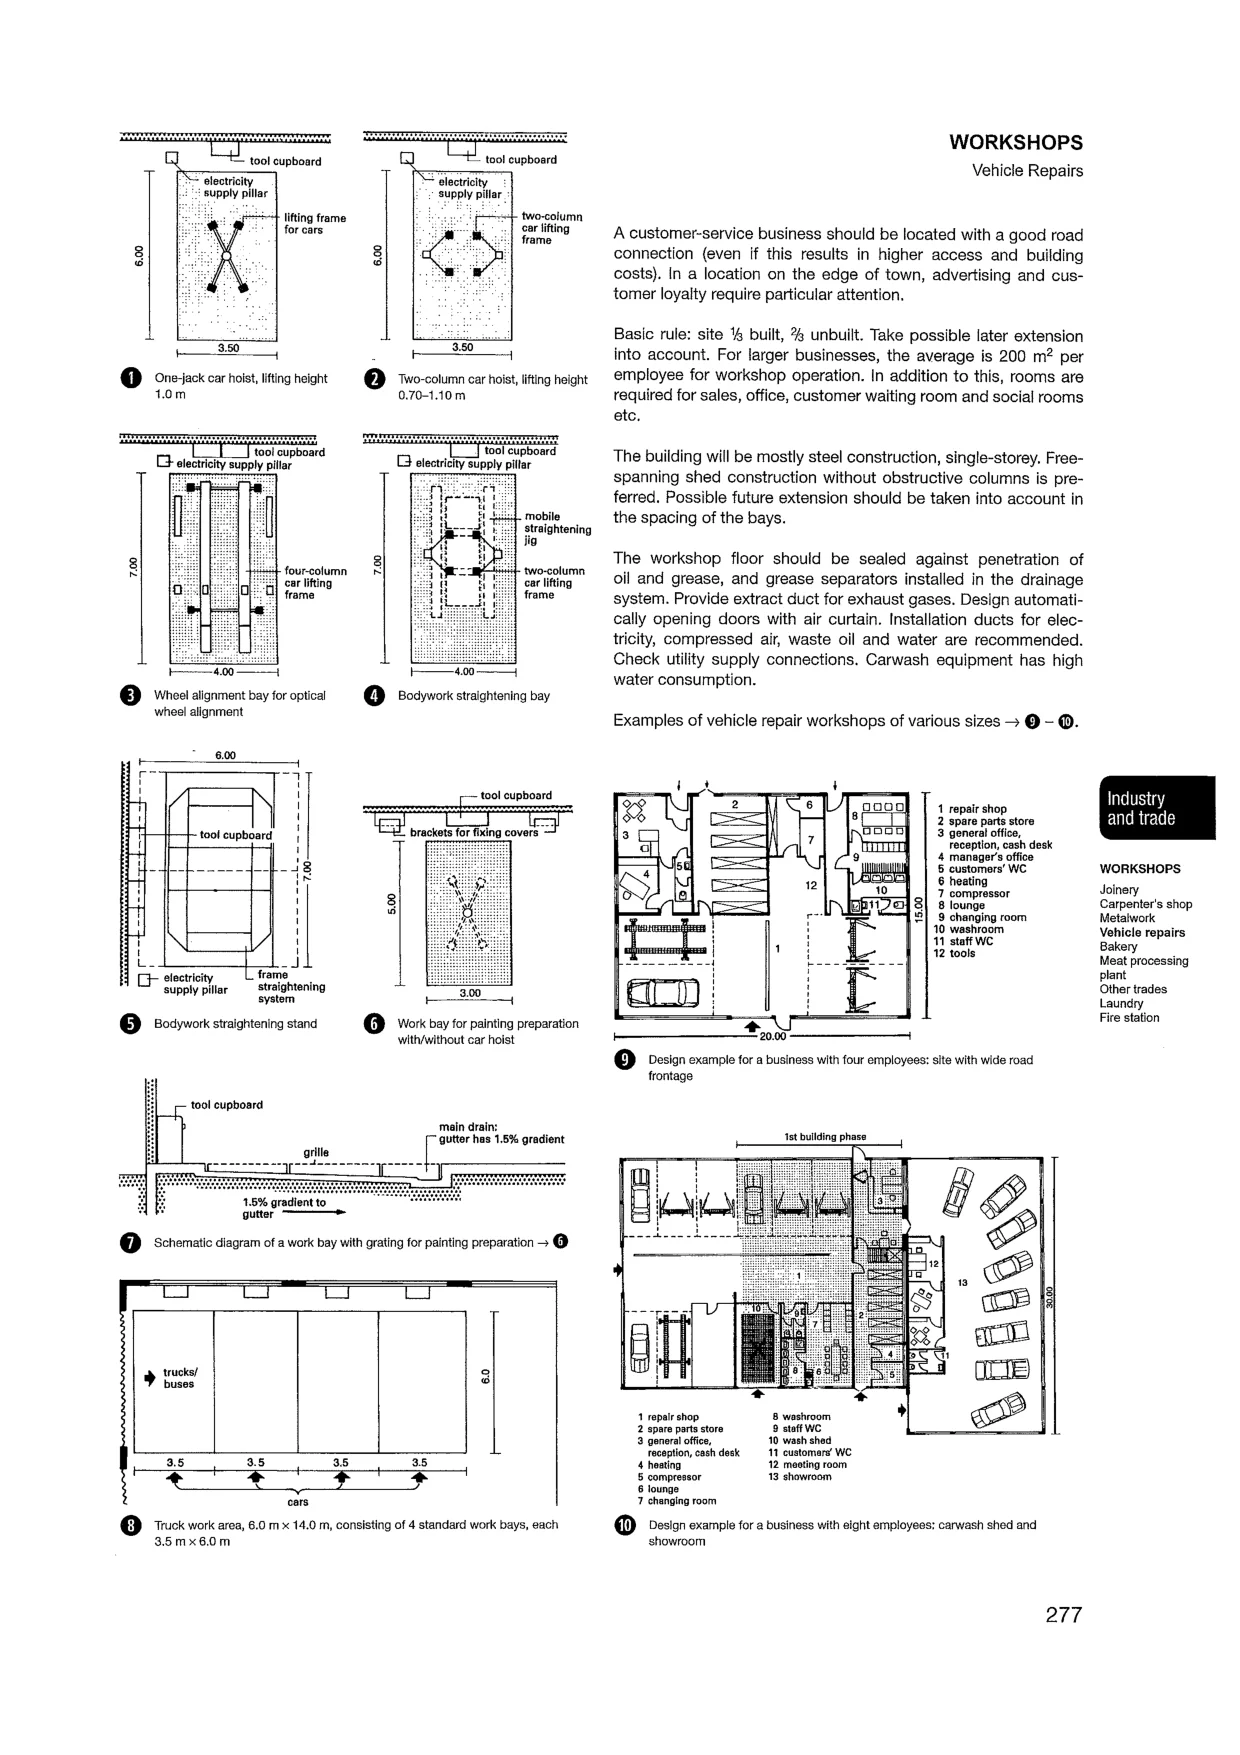 WORKSHOPS
Vehicle Repairs
tool cupboard
electricity
supply pillar
lifting frame
for cars
6.00
3.50
❶ One-jack car hoist, lifting height
1.0 m
tool cupboard
electricity
supply pillar
two-column
car lifting
frame
6.00
3.50
❷ Two-column car hoist, lifting height
0.70–1.10 m
tool cupboard
electricity supply pillar
four-column
car lifting
frame
7.00
4.00
❸ Wheel alignment bay for optical
wheel alignment
tool cupboard
electricity supply pillar
mobile
straightening
jig
two-column
car lifting
frame
7.00
4.00
❹ Bodywork straightening bay
6.00
tool cupboard
7.00
electricity
supply pillar
frame
straightening
system
❺ Bodywork straightening stand
tool cupboard
brackets for fixing covers
5.00
3.00
❻ Work bay for painting preparation
with/without car hoist
tool cupboard
main drain:
gutter has 1.5% gradient
grille
1.5% gradient to
gutter
❼ Schematic diagram of a work bay with grating for painting preparation → ❻
trucks/
buses
6.0
3.5 3.5 3.5 3.5
cars
❽ Truck work area, 6.0 m x 14.0 m, consisting of 4 standard work bays, each
3.5 m x 6.0 m
A customer-service business should be located with a good road
connection (even if this results in higher access and building
costs). In a location on the edge of town, advertising and cus-
tomer loyalty require particular attention.
Basic rule: site ⅓ built, ⅔ unbuilt. Take possible later extension
into account. For larger businesses, the average is 200 m² per
employee for workshop operation. In addition to this, rooms are
required for sales, office, customer waiting room and social rooms
etc.
The building will be mostly steel construction, single-storey. Free-
spanning shed construction without obstructive columns is pre-
ferred. Possible future extension should be taken into account in
the spacing of the bays.
The workshop floor should be sealed against penetration of
oil and grease, and grease separators installed in the drainage
system. Provide extract duct for exhaust gases. Design automati-
cally opening doors with air curtain. Installation ducts for elec-
tricity, compressed air, waste oil and water are recommended.
Check utility supply connections. Carwash equipment has high
water consumption.
Examples of vehicle repair workshops of various sizes → ❾ – ❿.
2 6 8
3 7
5 9
4 12 10
11
1
15.00
20.00
1 repair shop
2 spare parts store
3 general office,
reception, cash desk
4 manager's office
5 customers' WC
6 heating
7 compressor
8 lounge
9 changing room
10 washroom
11 staff WC
12 tools
❾ Design example for a business with four employees: site with wide road
frontage
1st building phase
3
12
1 13
10 9 7 2
4 11
8 6 5
30.00
1 repair shop
2 spare parts store
3 general office,
reception, cash desk
4 heating
5 compressor
6 lounge
7 changing room
8 washroom
9 staff WC
10 wash shed
11 customers' WC
12 meeting room
13 showroom
❿ Design example for a business with eight employees: carwash shed and
showroom
Industry
and trade
WORKSHOPS
Joinery
Carpenter's shop
Metalwork
Vehicle repairs
Bakery
Meat processing
plant
Other trades
Laundry
Fire station
277